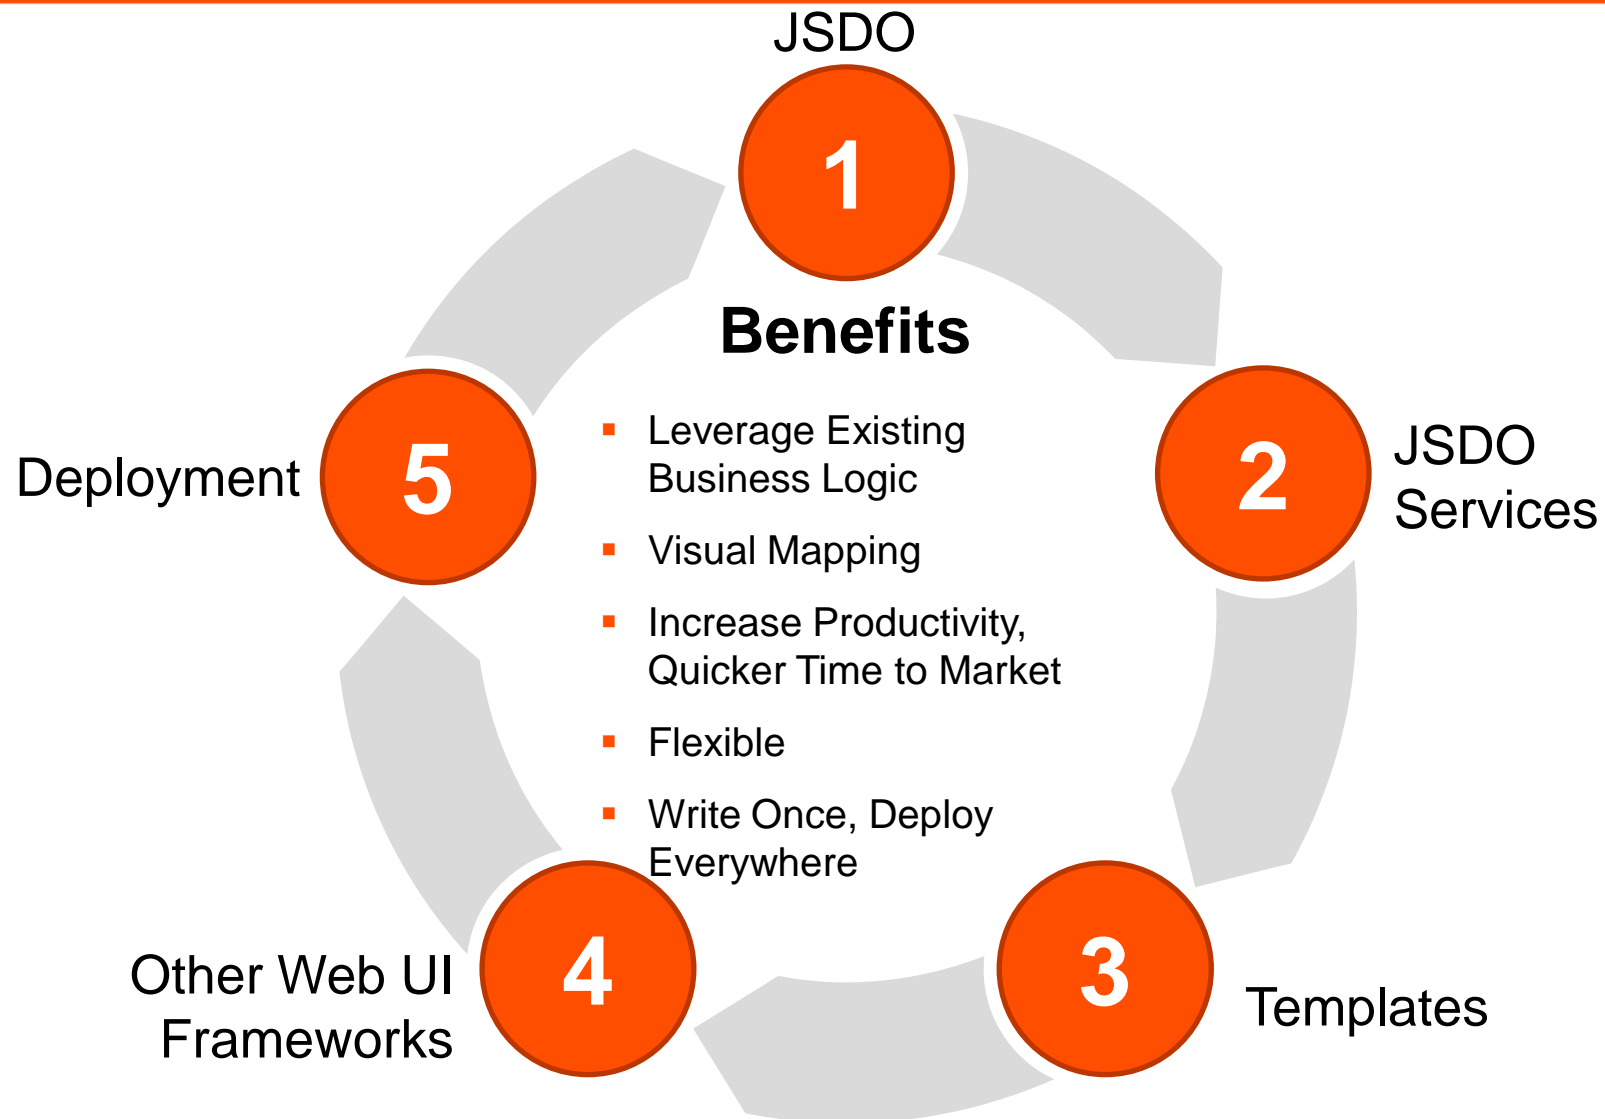 JSDO
1
Benefits
Leverage Existing
Business Logic
Visual Mapping
Increase Productivity,
Quicker Time to Market
Flexible
Write Once, Deploy
Everywhere
2
JSDO
Services
3
Templates
4
Other Web UI
Frameworks
5
Deployment